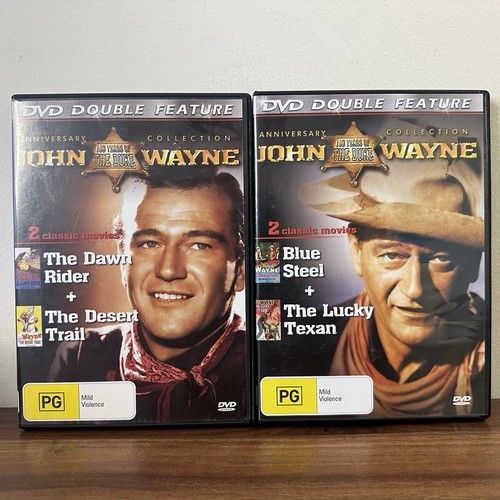 DVD DOUBLE FEATURE
ANNIVERSARY COLLECTION
100 YEARS OF
THE DUKE
JOHN WAYNE
2 classic movies
The Dawn
Rider
+
The Desert
Trail
PG
Mild
Violence
DVD
DVD DOUBLE FEATURE
ANNIVERSARY COLLECTION
100 YEARS OF
THE DUKE
JOHN WAYNE
2 classic movies
Blue
Steel
+
The Lucky
Texan
PG
Mild
Violence
DVD